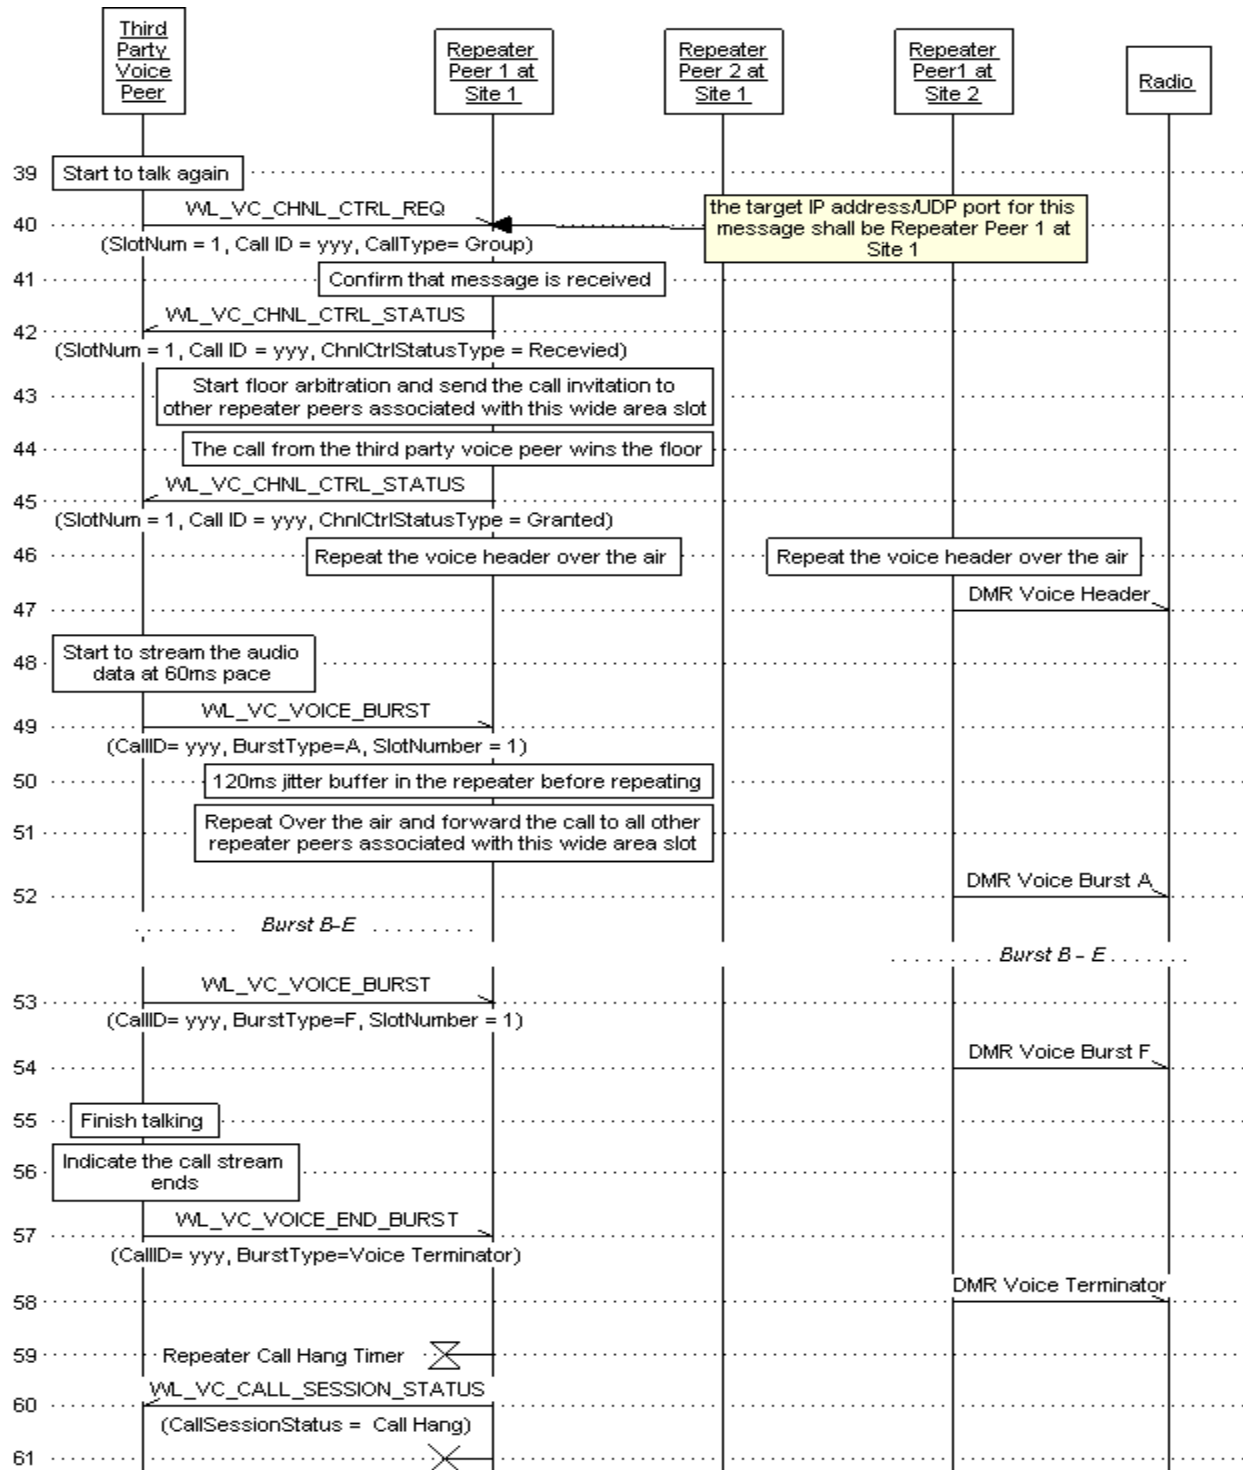 Third
Party
Voice
Peer
Repeater
Peer 1 at
Site 1
Repeater
Peer 2 at
Site 1
Repeater
Peer1 at
Site 2
Radio
39
Start to talk again
40
WL_VC_CHNL_CTRL_REQ
(SlotNum = 1, Call ID = yyy, CallType= Group)
the target IP address/UDP port for this
message shall be Repeater Peer 1 at
Site 1
41
Confirm that message is received
42
WL_VC_CHNL_CTRL_STATUS
(SlotNum = 1, Call ID = yyy, ChnlCtrlStatusType = Recevied)
43
Start floor arbitration and send the call invitation to
other repeater peers associated with this wide area slot
44
The call from the third party voice peer wins the floor
45
WL_VC_CHNL_CTRL_STATUS
(SlotNum = 1, Call ID = yyy, ChnlCtrlStatusType = Granted)
46
Repeat the voice header over the air
Repeat the voice header over the air
47
DMR Voice Header
48
Start to stream the audio
data at 60ms pace
49
WL_VC_VOICE_BURST
(CallID= yyy, BurstType=A, SlotNumber = 1)
50
120ms jitter buffer in the repeater before repeating
51
Repeat Over the air and forward the call to all other
repeater peers associated with this wide area slot
52
DMR Voice Burst A
Burst B-E
Burst B - E
53
WL_VC_VOICE_BURST
(CallID= yyy, BurstType=F, SlotNumber = 1)
54
DMR Voice Burst F
55
Finish talking
56
Indicate the call stream
ends
57
WL_VC_VOICE_END_BURST
(CallID= yyy, BurstType=Voice Terminator)
58
DMR Voice Terminator
59
Repeater Call Hang Timer
60
WL_VC_CALL_SESSION_STATUS
(CallSessionStatus = Call Hang)
61